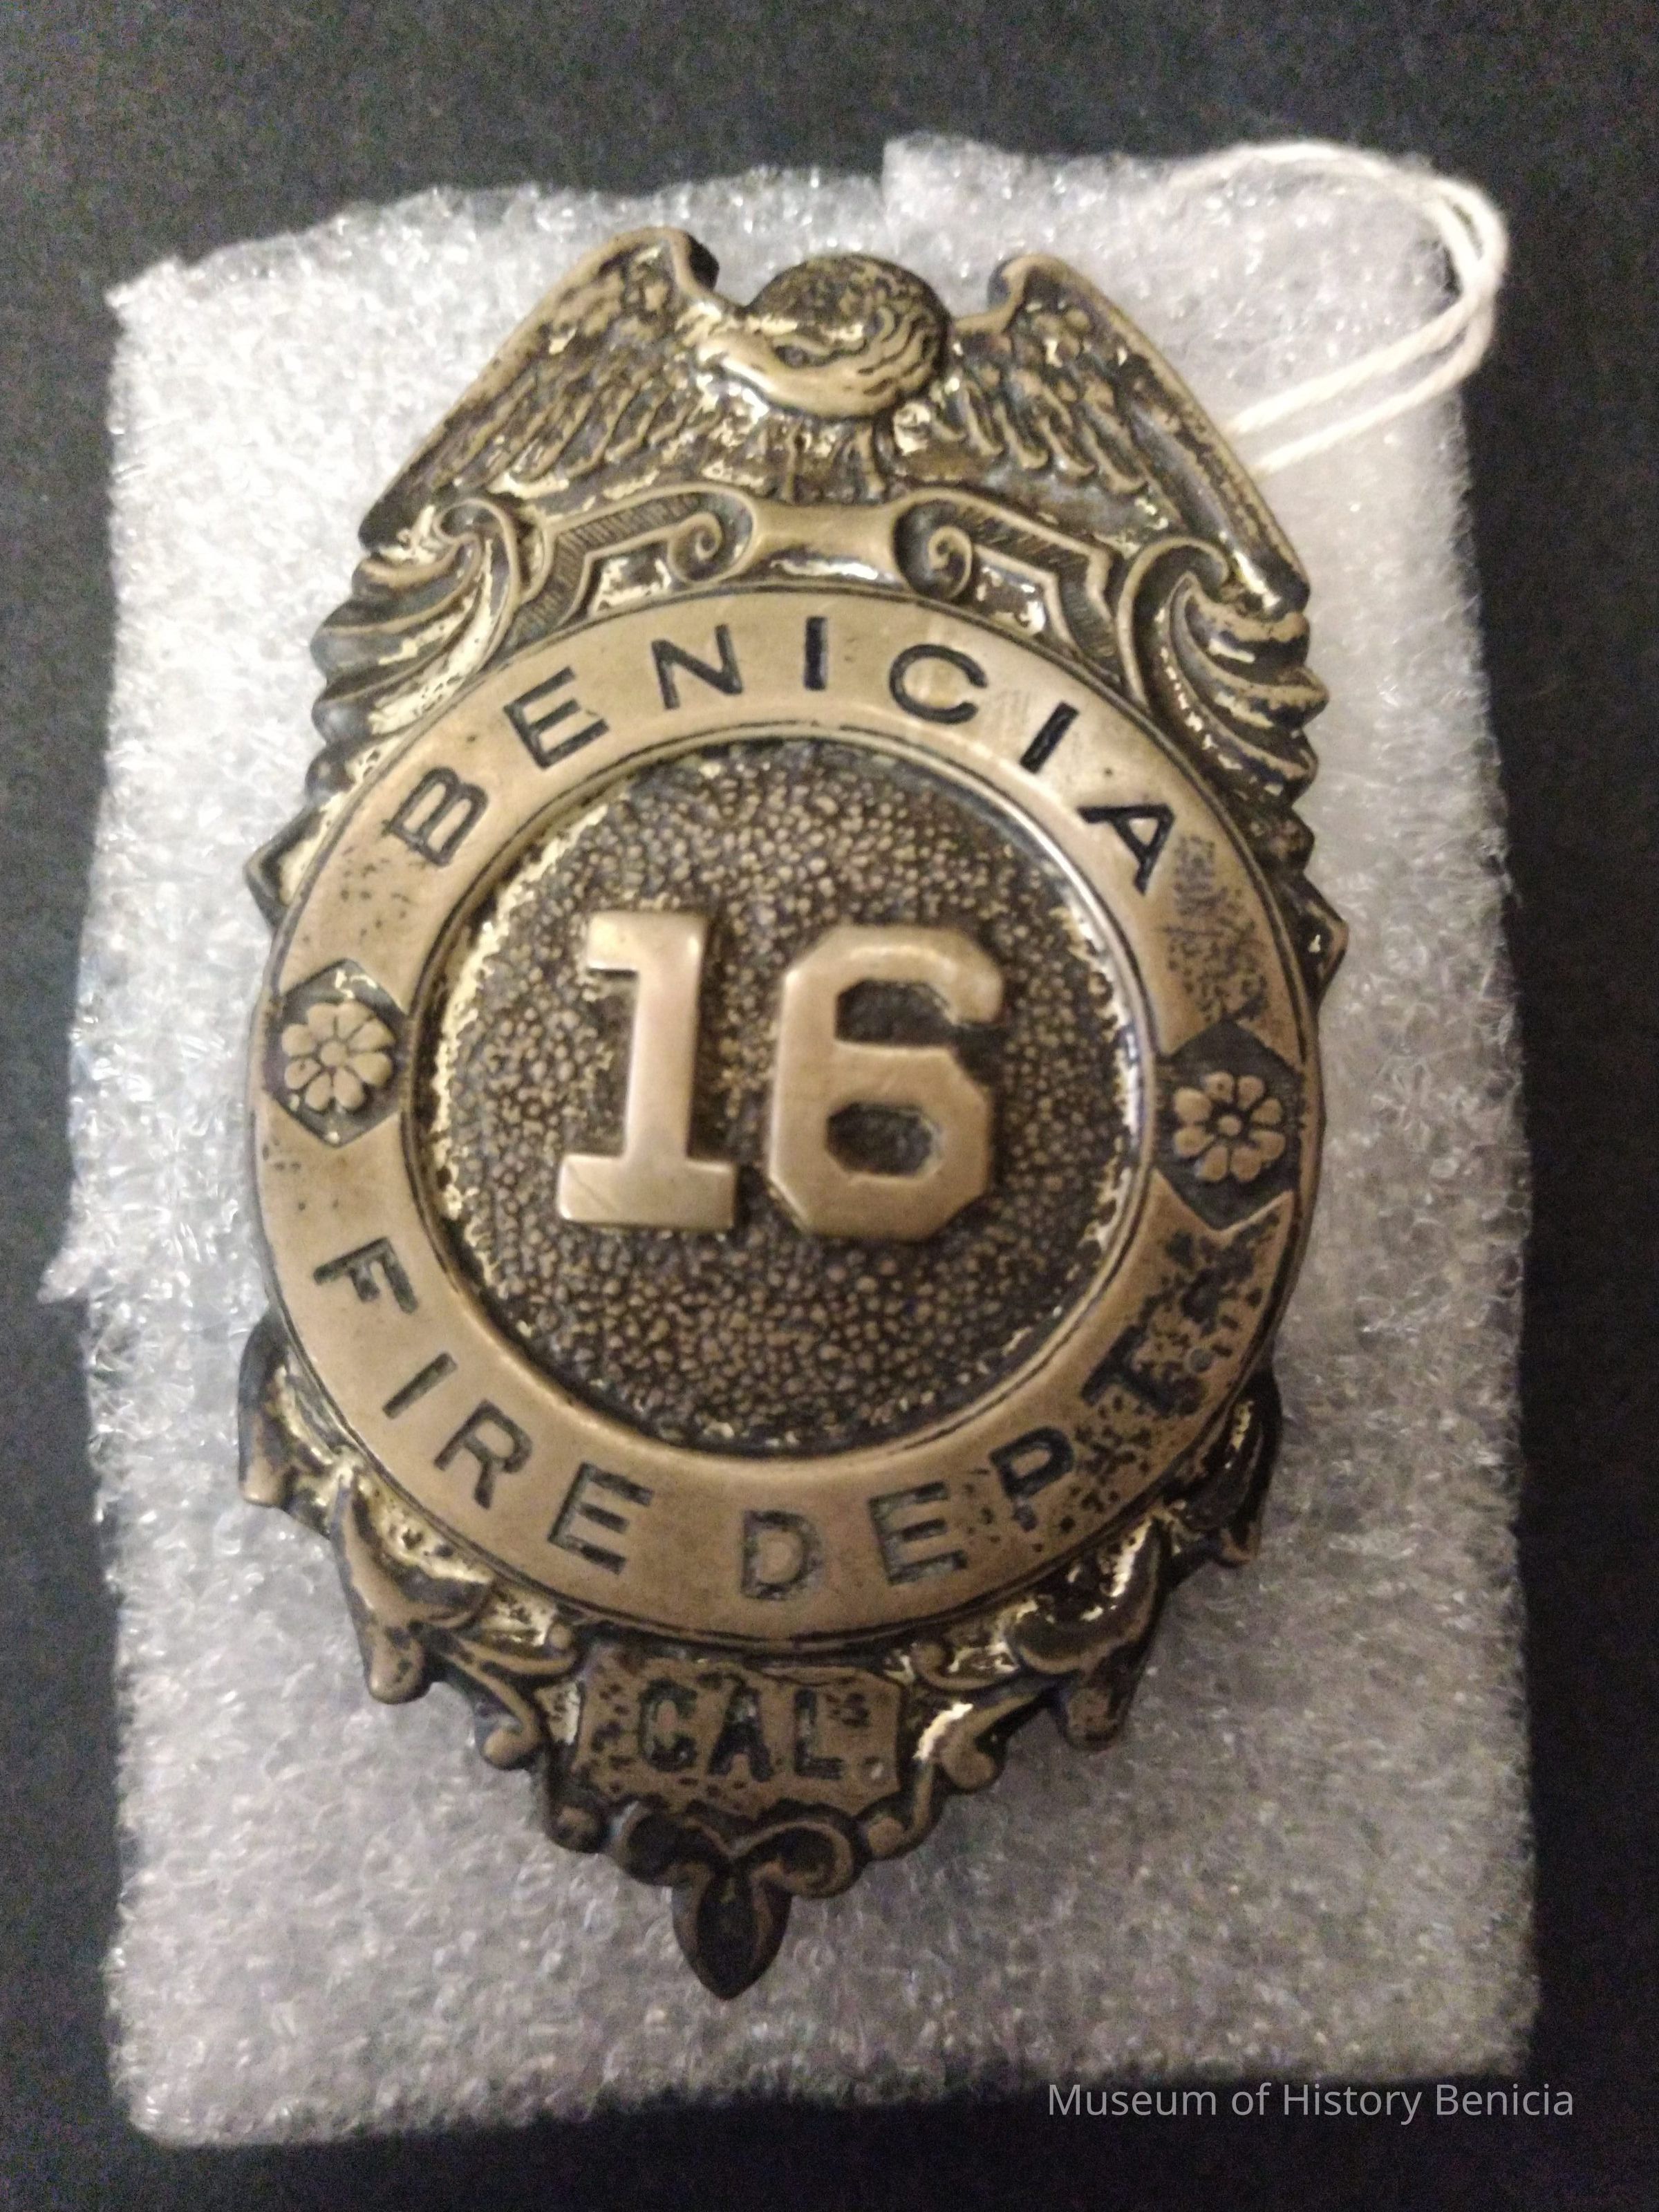 BENICIA
16
FIRE DEPT.
CAL.
Museum of History Benicia